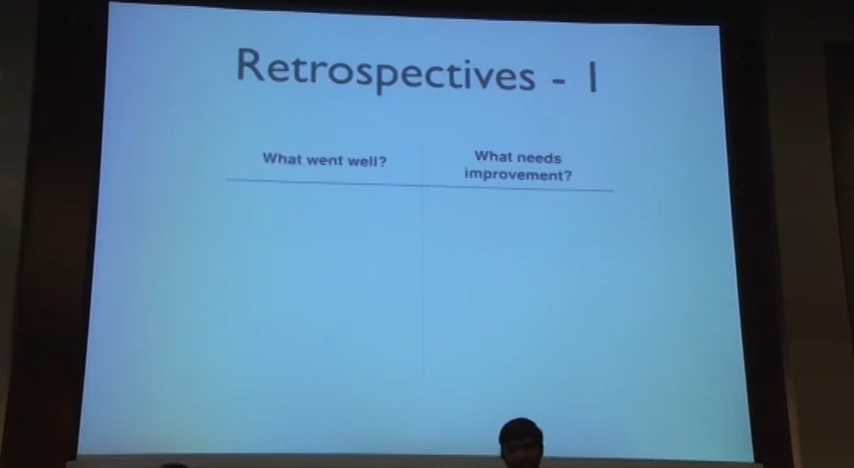 Retrospectives - 1
What went well?
What needs
improvement?